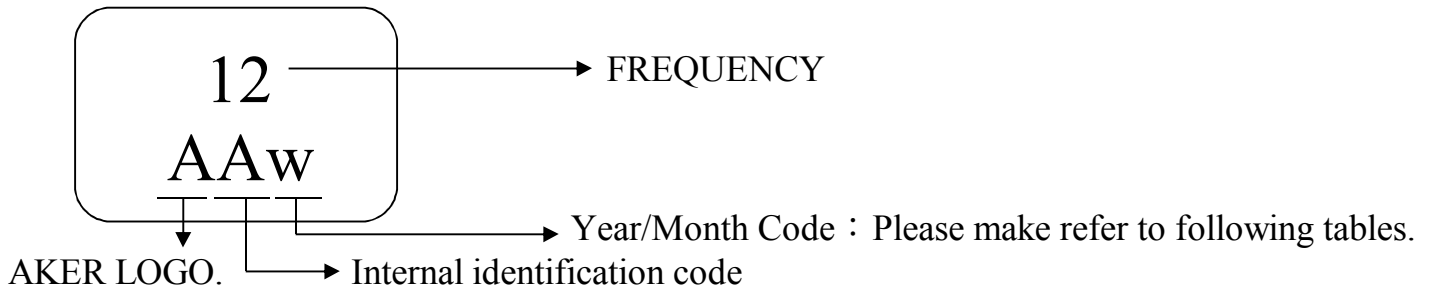 12 FREQUENCY
AAw
Year/Month Code：Please make refer to following tables.
AKER LOGO. Internal identification code